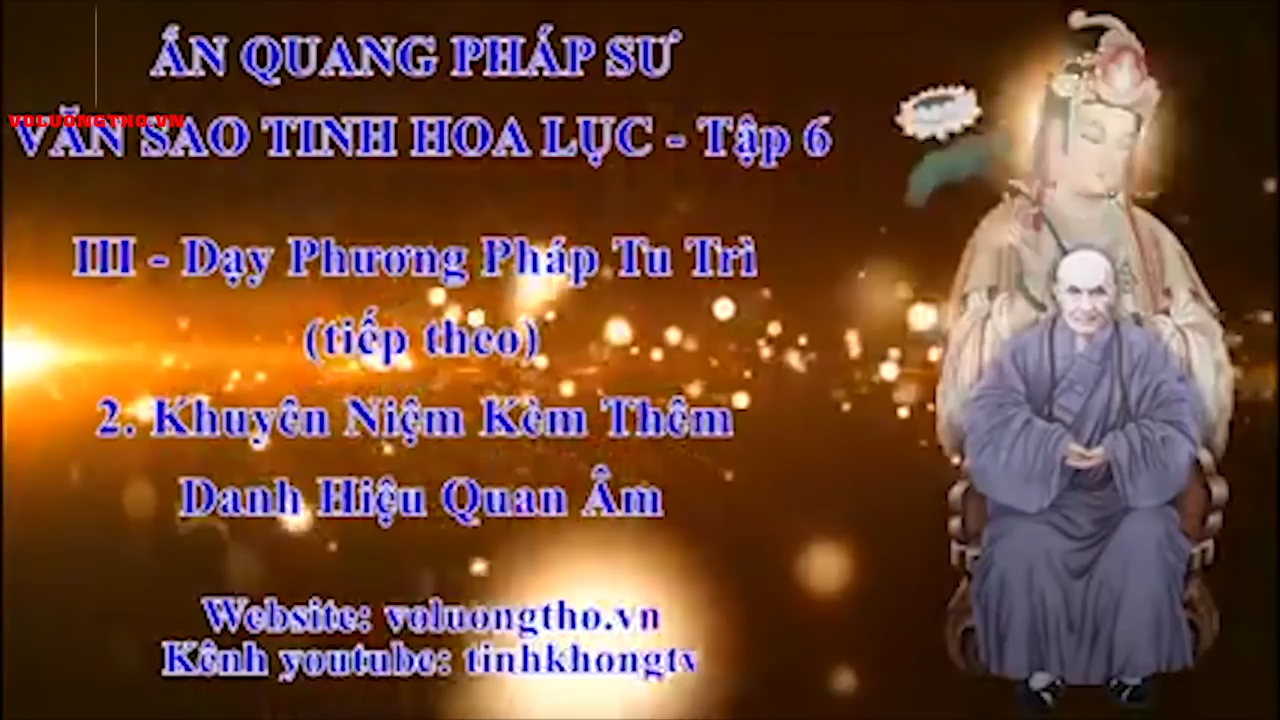 ẤN QUANG PHÁP SƯ
VOLUONGTHO.VN
VĂN SAO TINH HOA LỤC - Tập 6
III - Dạy Phương Pháp Tu Trì
(tiếp theo)
2. Khuyên Niệm Kèm Thêm
Danh Hiệu Quan Âm
Website: voluongtho.vn
Kênh youtube: tinhkhongtv